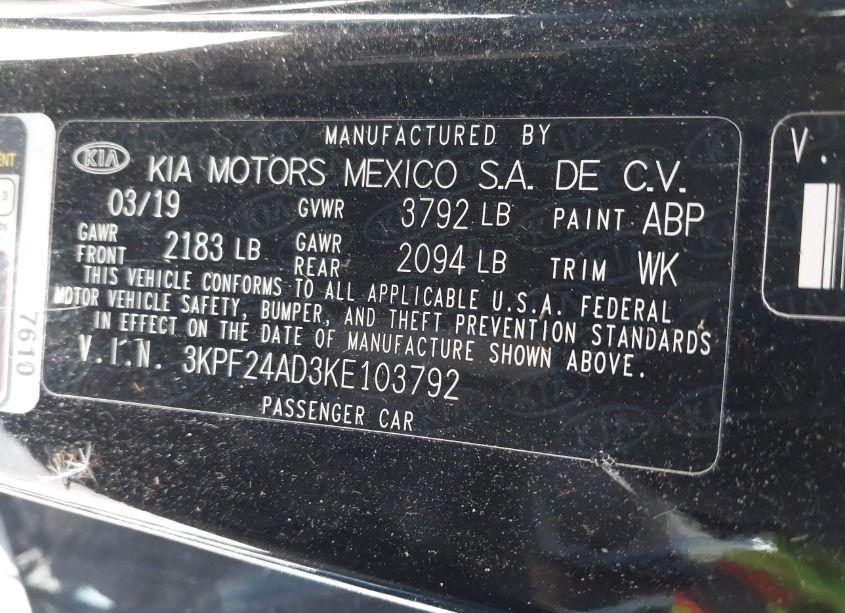 MANUFACTURED BY
KIA KIA MOTORS MEXICO S.A. DE C.V.
03/19 GVWR 3792 LB PAINT ABP
GAWR FRONT 2183 LB GAWR REAR 2094 LB TRIM WK
THIS VEHICLE CONFORMS TO ALL APPLICABLE U.S.A. FEDERAL
MOTOR VEHICLE SAFETY, BUMPER, AND THEFT PREVENTION STANDARDS
IN EFFECT ON THE DATE OF MANUFACTURE SHOWN ABOVE.
V.I.N. 3KPF24AD3KE103792
PASSENGER CAR
7610
3
V.